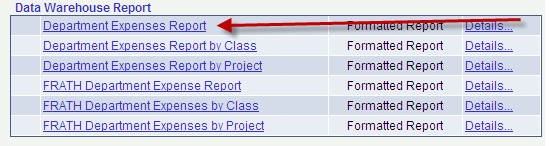 Data Warehouse Report
Department Expenses Report Formatted Report Details...
Department Expenses Report by Class Formatted Report Details...
Department Expenses Report by Project Formatted Report Details...
FRATH Department Expense Report Formatted Report Details...
FRATH Department Expenses by Class Formatted Report Details...
FRATH Department Expenses by Project Formatted Report Details...